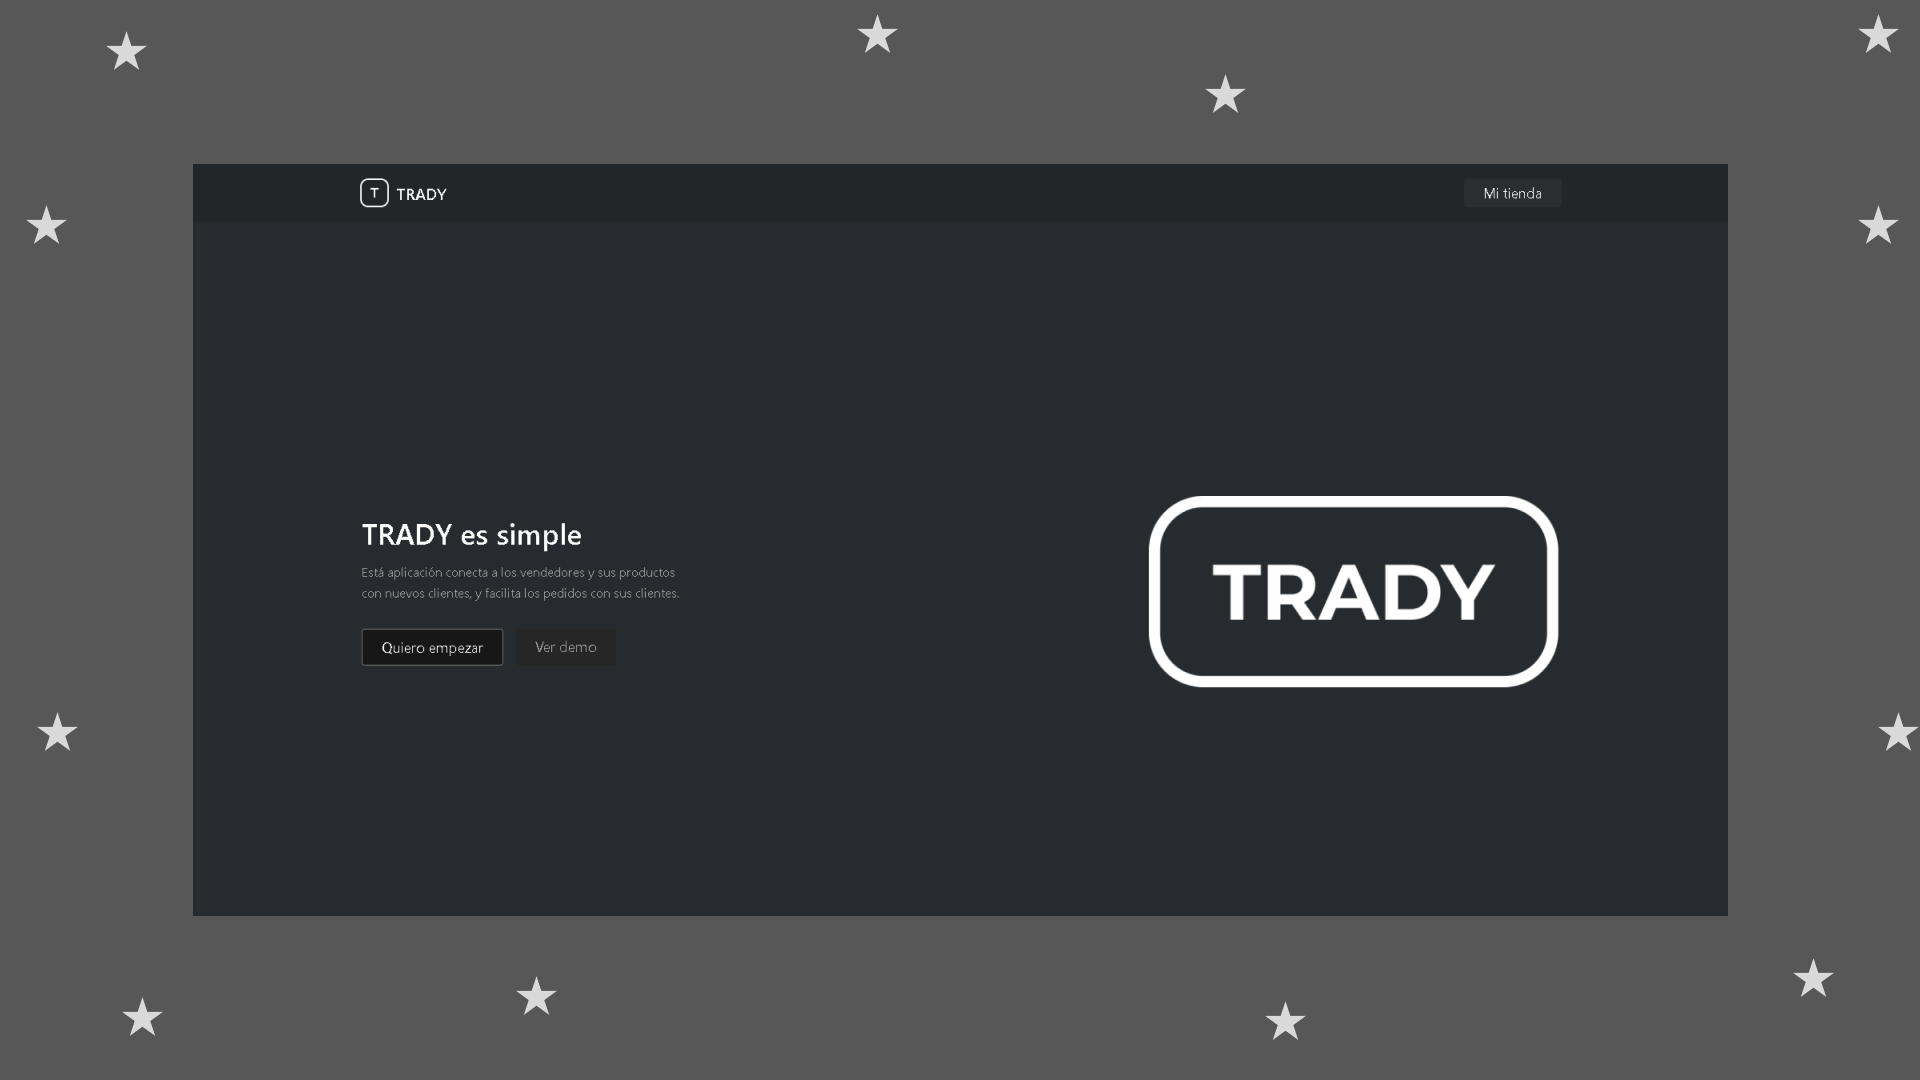 T TRADY
Mi tienda
TRADY es simple
Está aplicación conecta a los vendedores y sus productos
con nuevos clientes, y facilita los pedidos con sus clientes.
Quiero empezar
Ver demo
TRADY